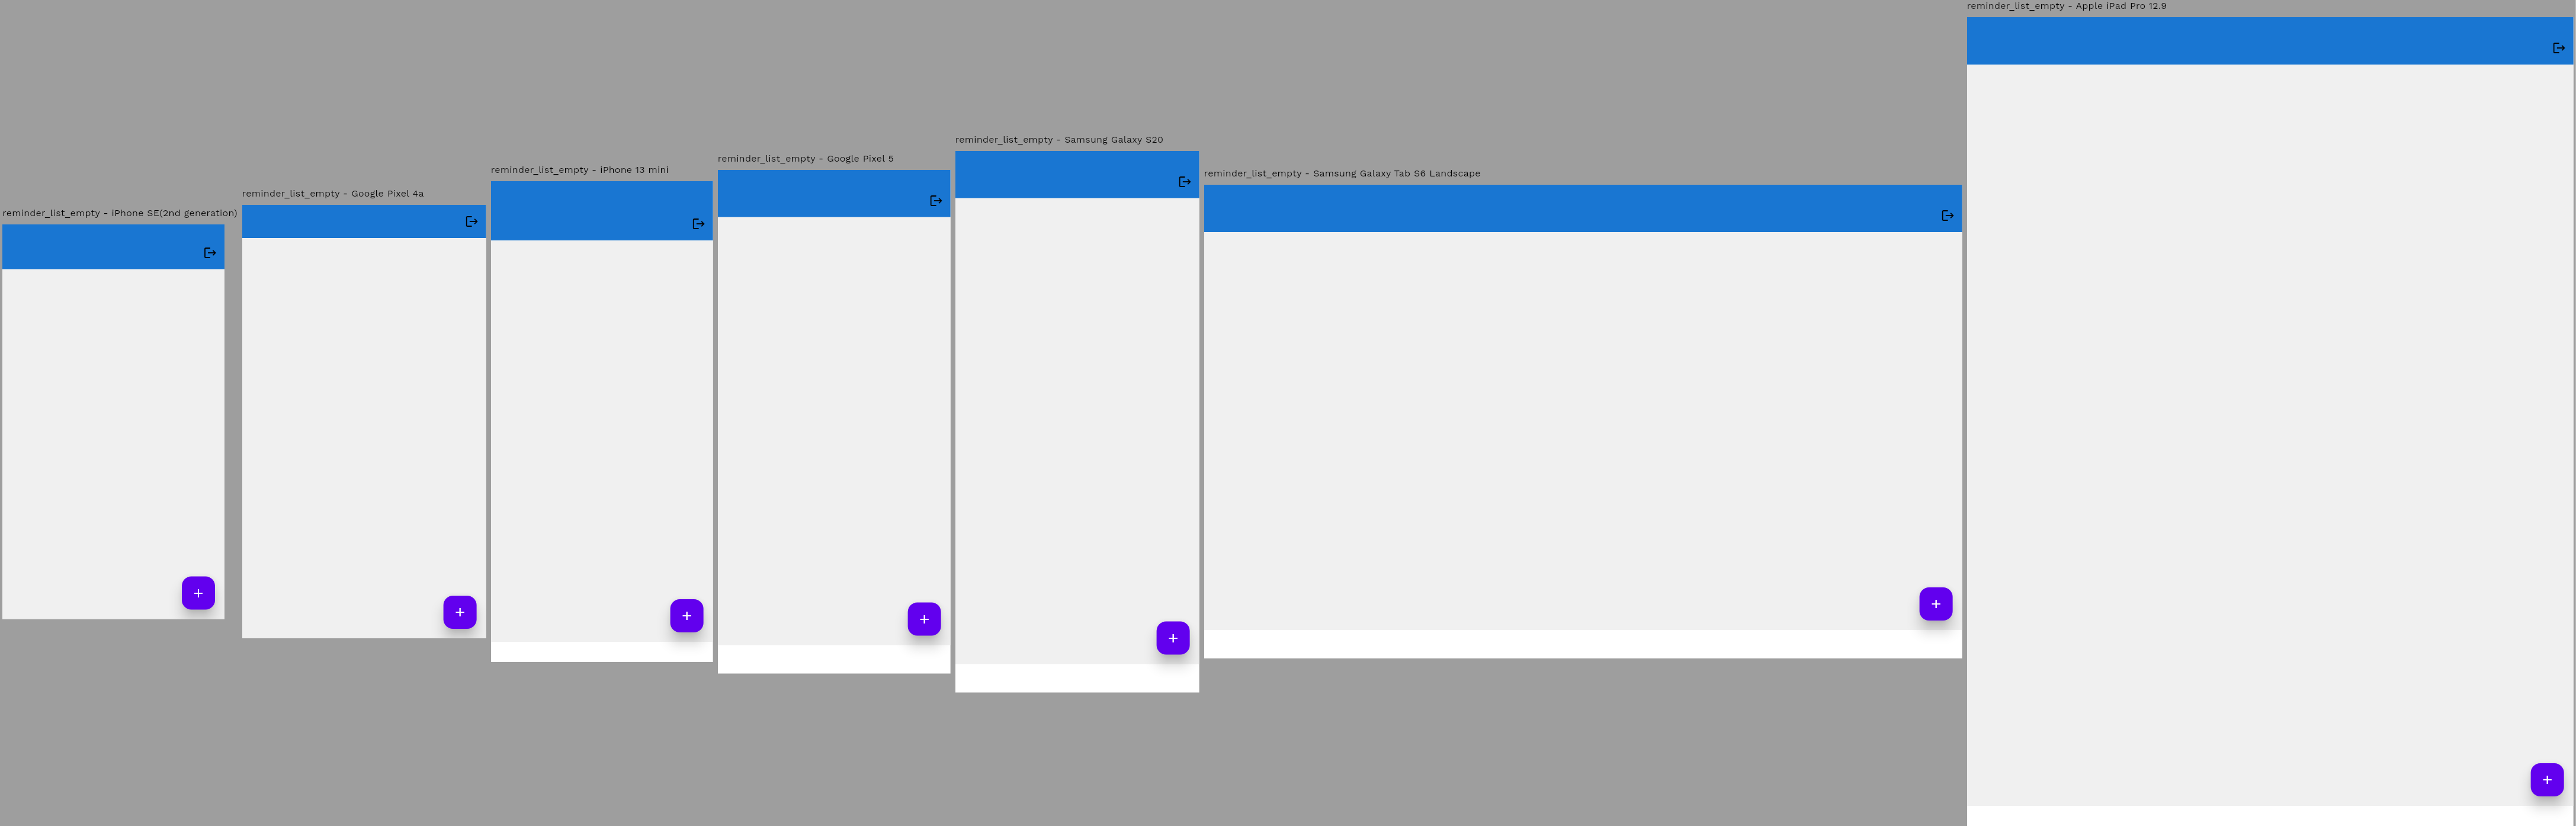 reminder_list_empty - iPhone SE(2nd generation)
reminder_list_empty - Google Pixel 4a
reminder_list_empty - iPhone 13 mini
reminder_list_empty - Google Pixel 5
reminder_list_empty - Samsung Galaxy S20
reminder_list_empty - Samsung Galaxy Tab S6 Landscape
reminder_list_empty - Apple iPad Pro 12.9